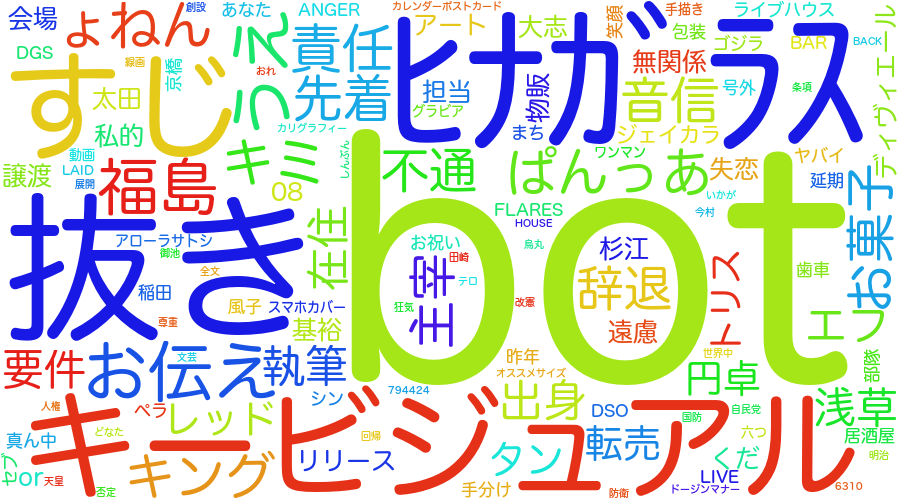 会場
ょねん
創設
あなた
ANGER
カレンダーポストカード
アート
大志
笑顔
手描き
ライブハウス
DGS
線画
京橋
おれ
うえ
責任
先着
ヒナガラス
包装
ゴジラ
BAR
BACK
ディヴィエール
すじ
太田
私的
カリグラフィー
担当
グラビア
物販
まち
無関係
音信
ジェイカラ
号外
条項
動画
LAID
展開
譲渡
福島
キミ
08
しんぶん
不通
ぱんっあ
ワンマン
失恋
ヤバイ
延期
いかが
今村
FLARES
HOUSE
烏丸
bot
抜き
アローラサトシ
御池
全文
稲田
風子
スマホカバー
尊重
基裕
在住
お祝い
田崎
主宰
テロ
狂気
改憲
杉江
辞退
遠慮
トリス
歯車
お菓子
エフ
世界中
部隊
要件
お伝え
文芸
執筆
昨年
オススメサイズ
794424
出身
円卓
浅草
人権
キービジュアル
ペラ
レッド
シン
DSO
国防
自民党
真ん中
どなた
回帰
転売
六つ
居酒屋
くだ
明治
セブ
or
天皇
キング
リリース
タン
LIVE
否定
手分け
防衛
ドージンマナー
6310